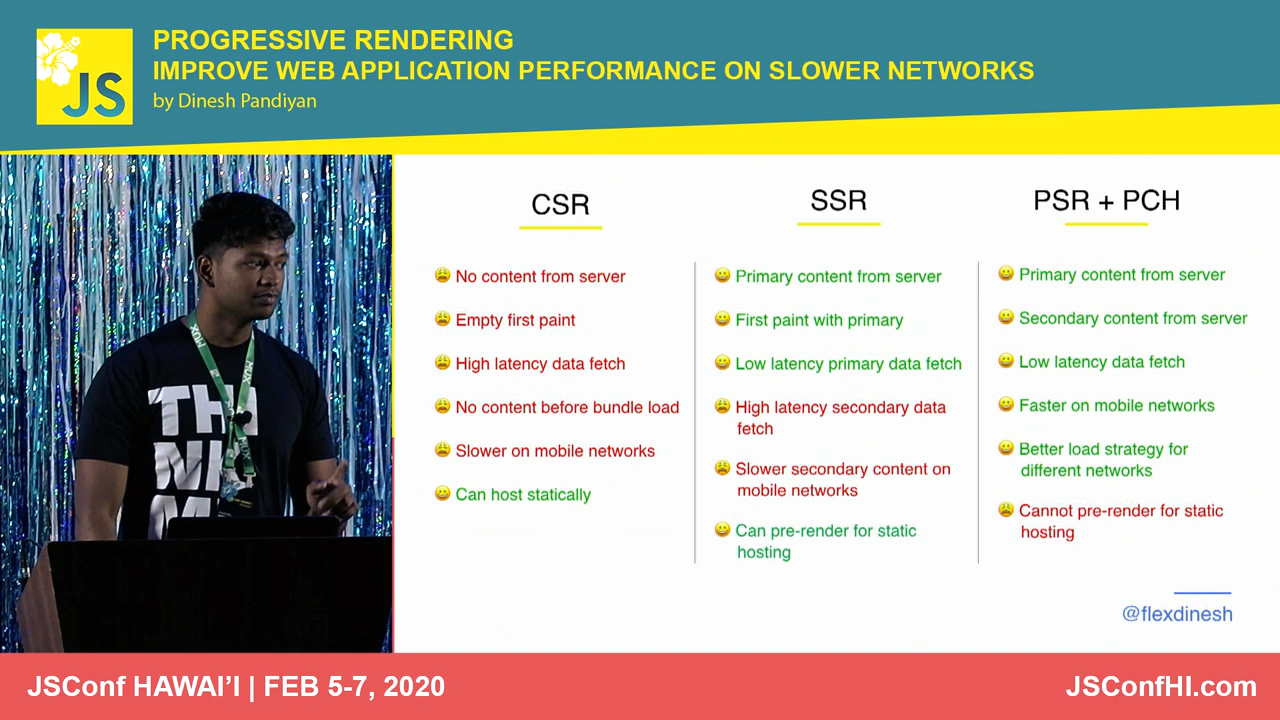 JS
PROGRESSIVE RENDERING
IMPROVE WEB APPLICATION PERFORMANCE ON SLOWER NETWORKS
by Dinesh Pandiyan
MUX
MUX
TH
NK
CSR
No content from server
Empty first paint
High latency data fetch
No content before bundle load
Slower on mobile networks
Can host statically
SSR
Primary content from server
First paint with primary
Low latency primary data fetch
High latency secondary data
fetch
Slower secondary content on
mobile networks
Can pre-render for static
hosting
PSR + PCH
Primary content from server
Secondary content from server
Low latency data fetch
Faster on mobile networks
Better load strategy for
different networks
Cannot pre-render for static
hosting
@flexdinesh
JSConf HAWAI’I | FEB 5-7, 2020
JSConfHI.com